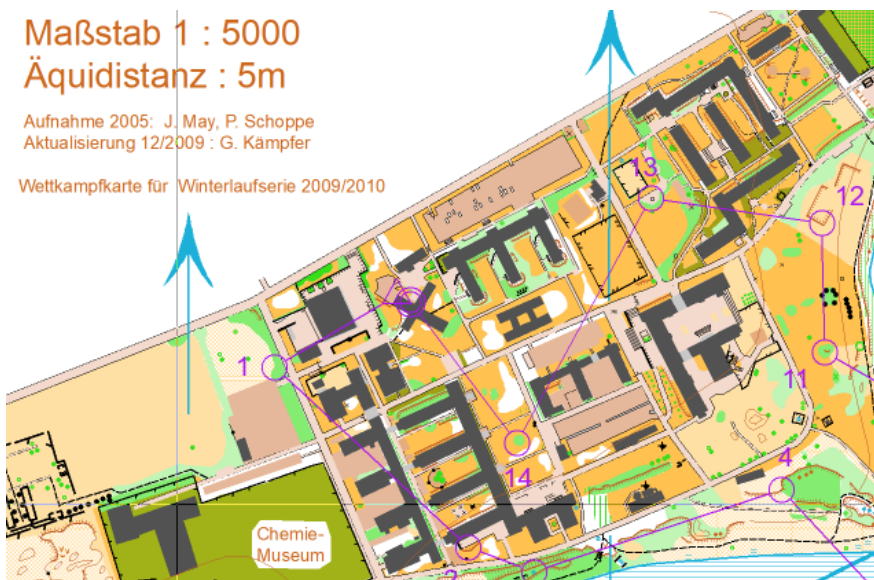 Maßstab 1 : 5000
Äquidistanz : 5m
Aufnahme 2005: J. May, P. Schoppe
Aktualisierung 12/2009 : G. Kämpfer
Wettkampfkarte für Winterlaufserie 2009/2010
13
12
1
11
14
4
Chemie-
Museum
2